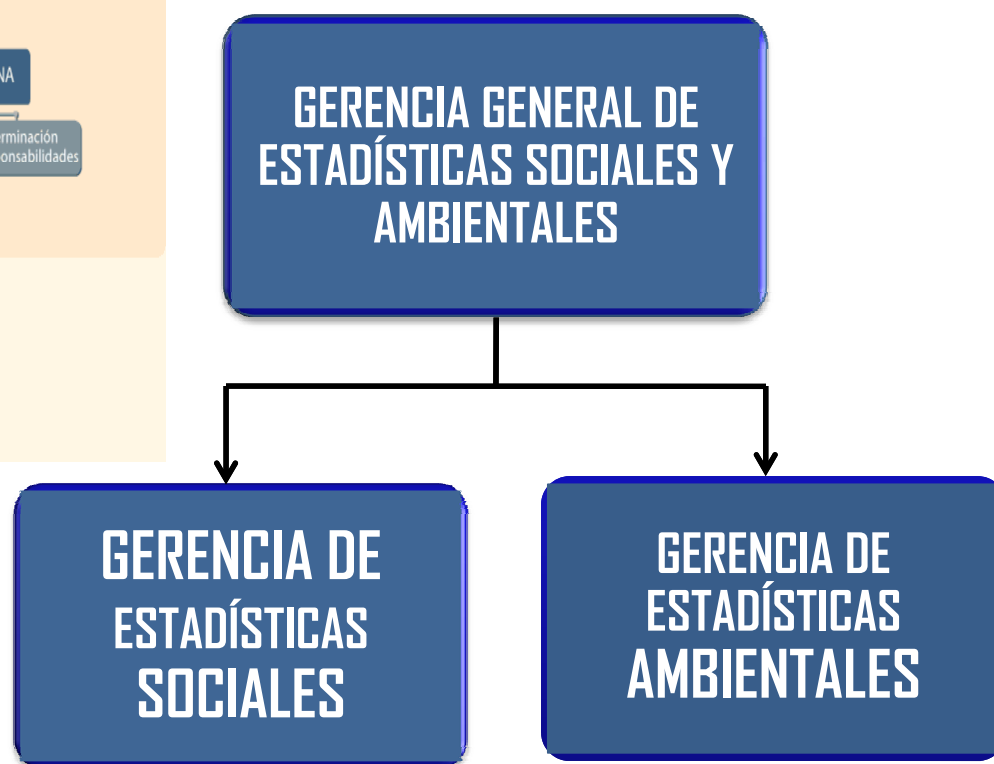 GERENCIA GENERAL DE
ESTADÍSTICAS SOCIALES Y
AMBIENTALES
GERENCIA DE
ESTADÍSTICAS
SOCIALES
GERENCIA DE
ESTADÍSTICAS
AMBIENTALES